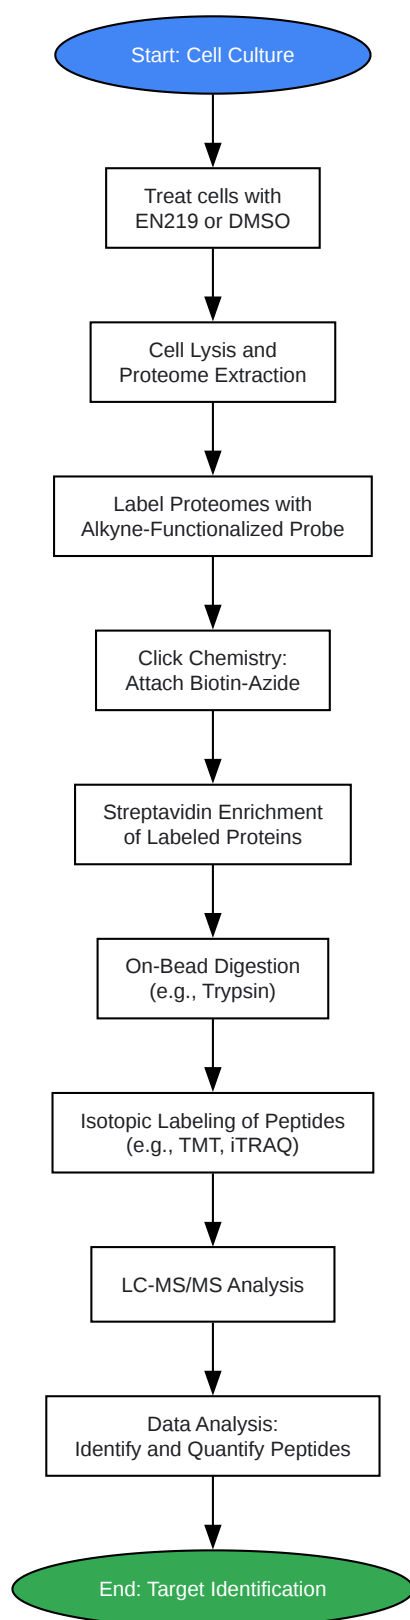 Start: Cell Culture
Treat cells with
EN219 or DMSO
Cell Lysis and
Proteome Extraction
Label Proteomes with
Alkyne-Functionalized Probe
Click Chemistry:
Attach Biotin-Azide
Streptavidin Enrichment
of Labeled Proteins
On-Bead Digestion
(e.g., Trypsin)
Isotopic Labeling of Peptides
(e.g., TMT, iTRAQ)
LC-MS/MS Analysis
Data Analysis:
Identify and Quantify Peptides
End: Target Identification